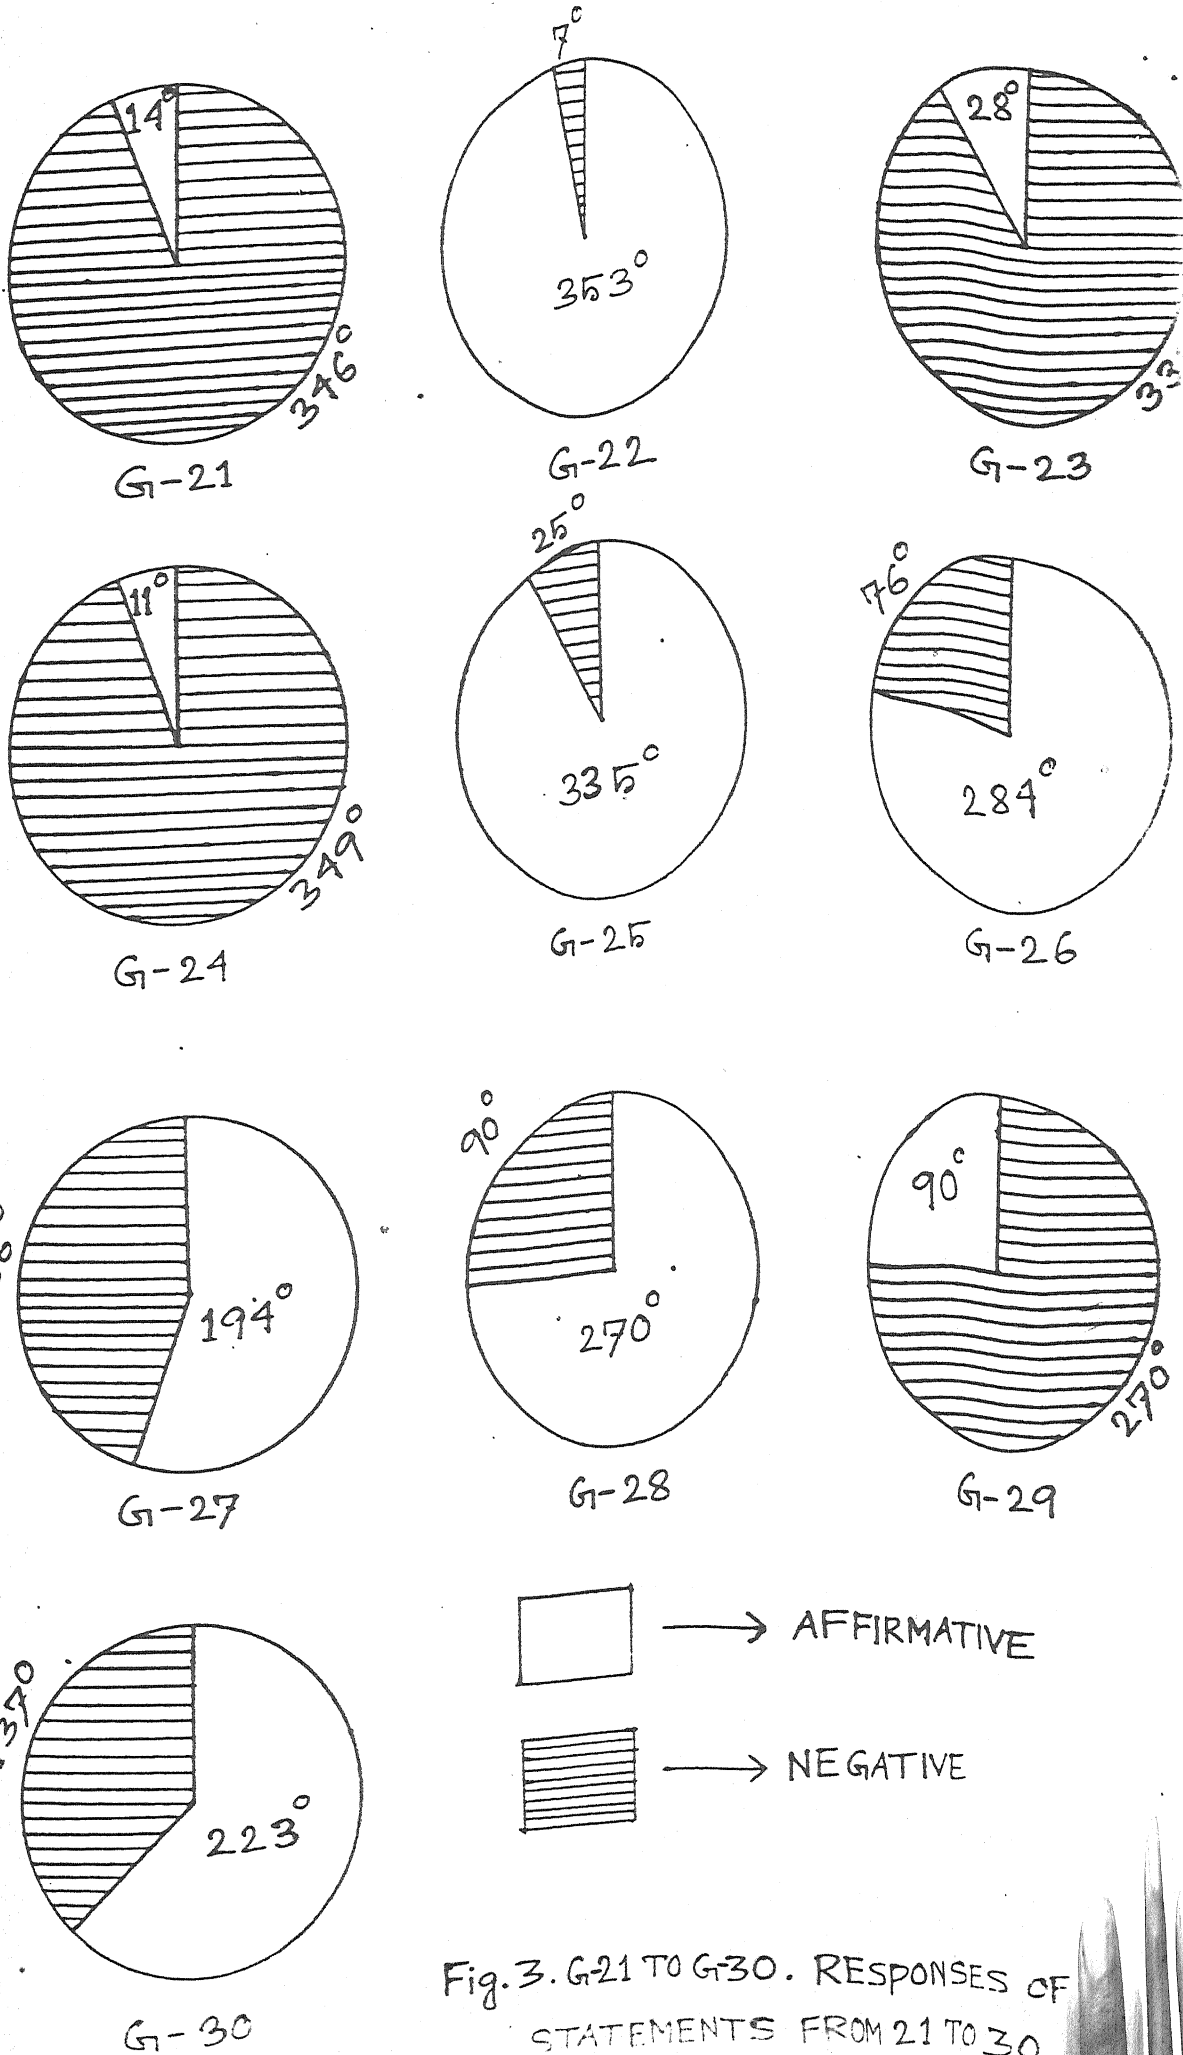 7°
14°
28°
353°
346°
33
G-21
G-22
G-23
25°
76°
11°
335°
284°
349°
G-24
G-25
G-26
90°
90°
194°
270°
270°
G-27
G-28
G-29
AFFIRMATIVE
37°
NEGATIVE
223°
Fig. 3. G-21 TO G-30. RESPONSES OF
STATEMENTS FROM 21 TO 30
G-30